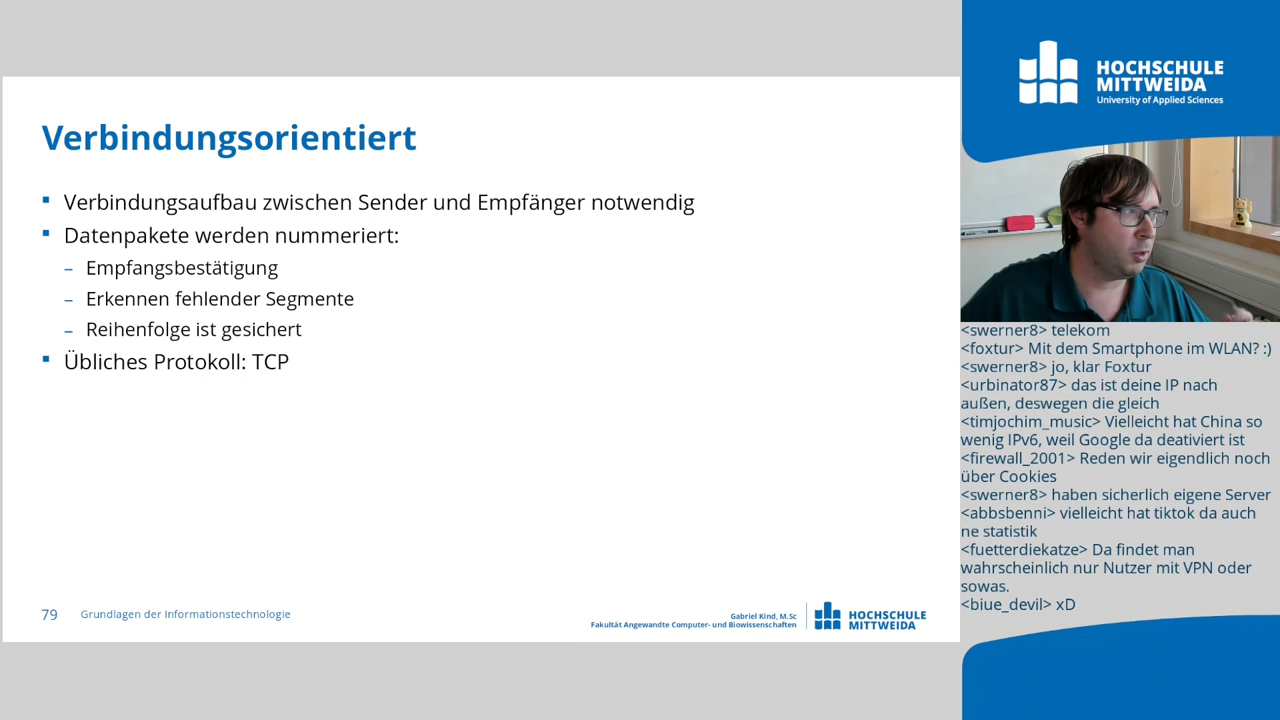 Verbindungsorientiert
Verbindungsaufbau zwischen Sender und Empfänger notwendig
Datenpakete werden nummeriert:
– Empfangsbestätigung
– Erkennen fehlender Segmente
– Reihenfolge ist gesichert
Übliches Protokoll: TCP
79 Grundlagen der Informationstechnologie
Gabriel Kind, M.Sc
Fakultät Angewandte Computer- und Biowissenschaften
HOCHSCHULE
MITTWEIDA
HOCHSCHULE
MITTWEIDA
University of Applied Sciences
<swerner8> telekom
<foxtur> Mit dem Smartphone im WLAN? :)
<swerner8> jo, klar Foxtur
<urbinator87> das ist deine IP nach
außen, deswegen die gleich
<timjochim_music> Vielleicht hat China so
wenig IPv6, weil Google da deativiert ist
<firewall_2001> Reden wir eigendlich noch
über Cookies
<swerner8> haben sicherlich eigene Server
<abbsbenni> vielleicht hat tiktok da auch
ne statistik
<fuetterdiekatze> Da findet man
wahrscheinlich nur Nutzer mit VPN oder
sowas.
<biue_devil> xD